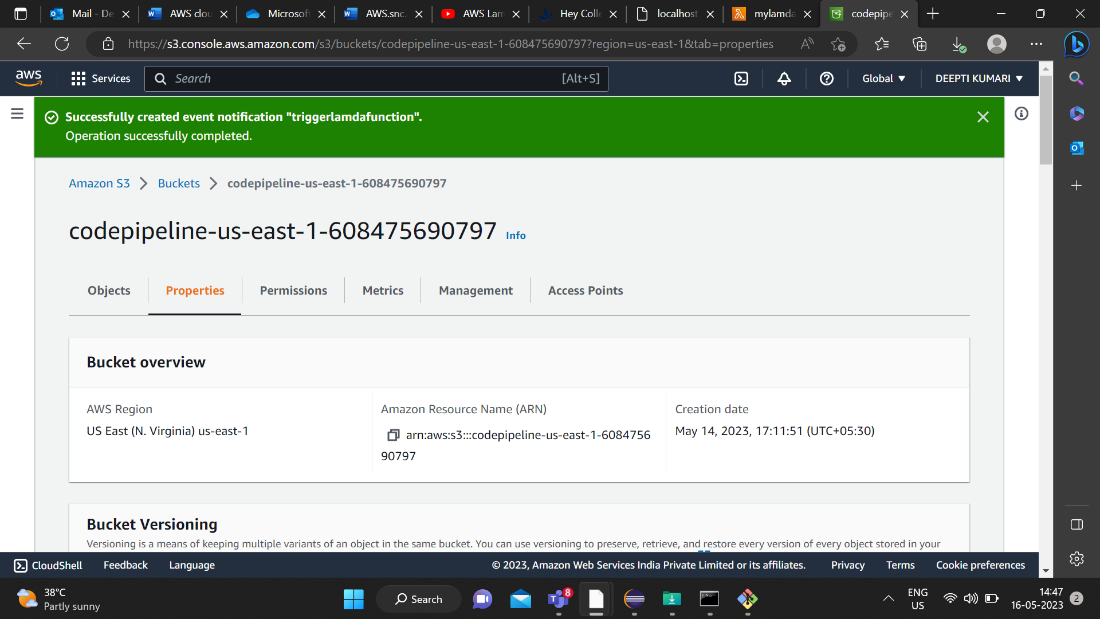 Mail - De
AWS clou
Microsof
AWS.snc.
AWS Lam
Hey Coll
localhost
mylamda
codepipe
https://s3.console.aws.amazon.com/s3/buckets/codepipeline-us-east-1-608475690797?region=us-east-1&tab=properties
aws
Services
Search
[Alt+S]
Global
DEEPTI KUMARI
Successfully created event notification "triggerlamdafunction".
Operation successfully completed.
Amazon S3
Buckets
codepipeline-us-east-1-608475690797
codepipeline-us-east-1-608475690797 Info
Objects
Properties
Permissions
Metrics
Management
Access Points
Bucket overview
AWS Region
US East (N. Virginia) us-east-1
Amazon Resource Name (ARN)
arn:aws:s3:::codepipeline-us-east-1-6084756
90797
Creation date
May 14, 2023, 17:11:51 (UTC+05:30)
Bucket Versioning
Versioning is a means of keeping multiple variants of an object in the same bucket. You can use versioning to preserve, retrieve, and restore every version of every object stored in your
CloudShell
Feedback
Language
© 2023, Amazon Web Services India Private Limited or its affiliates.
Privacy
Terms
Cookie preferences
38°C
Partly sunny
Search
8
ENG
US
14:47
16-05-2023
2